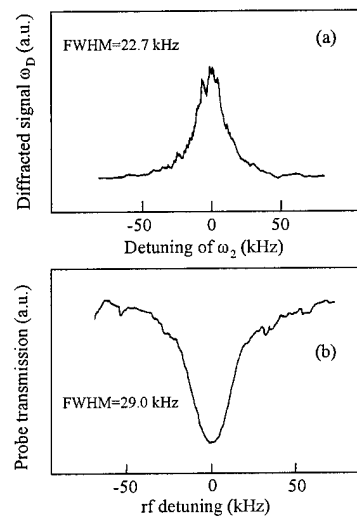 Diffracted signal ω_D (a.u.)
FWHM=22.7 kHz
(a)
-50 0 50
Detuning of ω₂ (kHz)
Probe transmission (a.u.)
(b)
FWHM=29.0 kHz
-50 0 50
rf detuning (kHz)